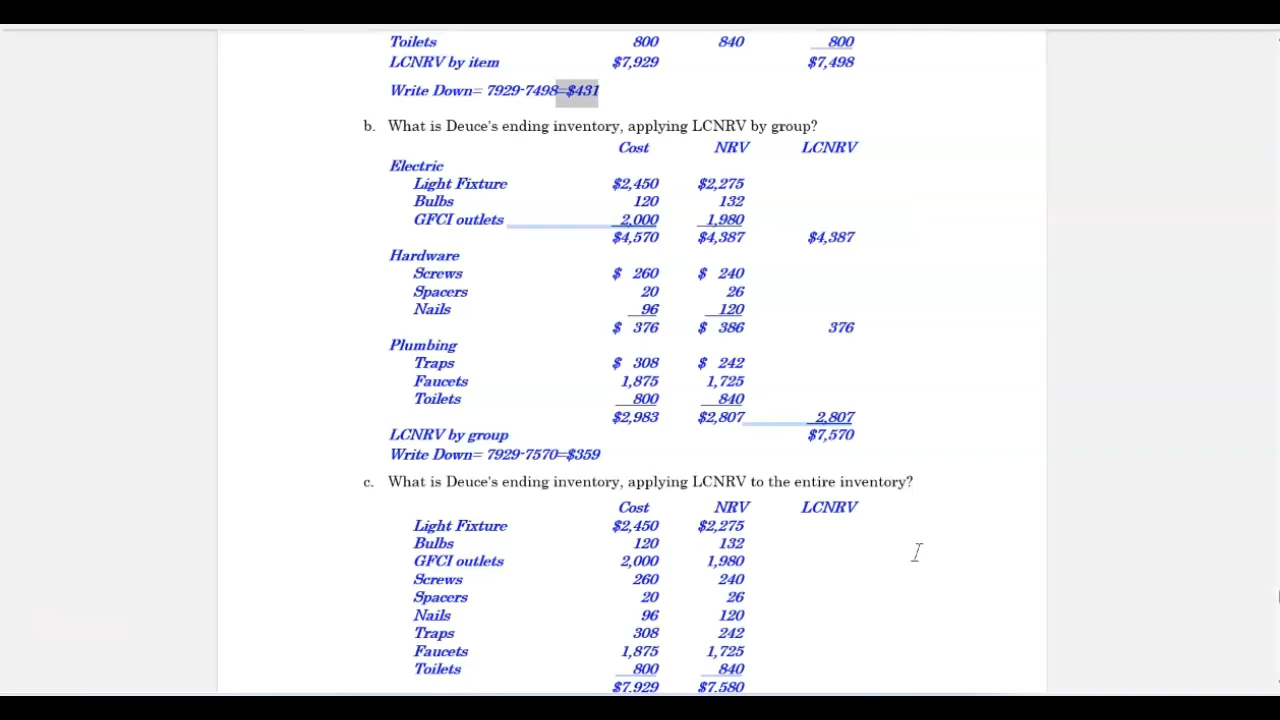 Toilets 800 840 800
LCNRV by item $7,929 $7,498
Write Down= 7929-7498=$431
b. What is Deuce's ending inventory, applying LCNRV by group?
Cost NRV LCNRV
Electric
Light Fixture $2,450 $2,275
Bulbs 120 132
GFCI outlets 2,000 1,980
$4,570 $4,387 $4,387
Hardware
Screws $ 260 $ 240
Spacers 20 26
Nails 96 120
$ 376 $ 386 376
Plumbing
Traps $ 308 $ 242
Faucets 1,875 1,725
Toilets 800 840
$2,983 $2,807 2,807
LCNRV by group $7,570
Write Down= 7929-7570=$359
c. What is Deuce's ending inventory, applying LCNRV to the entire inventory?
Cost NRV LCNRV
Light Fixture $2,450 $2,275
Bulbs 120 132
GFCI outlets 2,000 1,980
Screws 260 240
Spacers 20 26
Nails 96 120
Traps 308 242
Faucets 1,875 1,725
Toilets 800 840
$7,929 $7,580